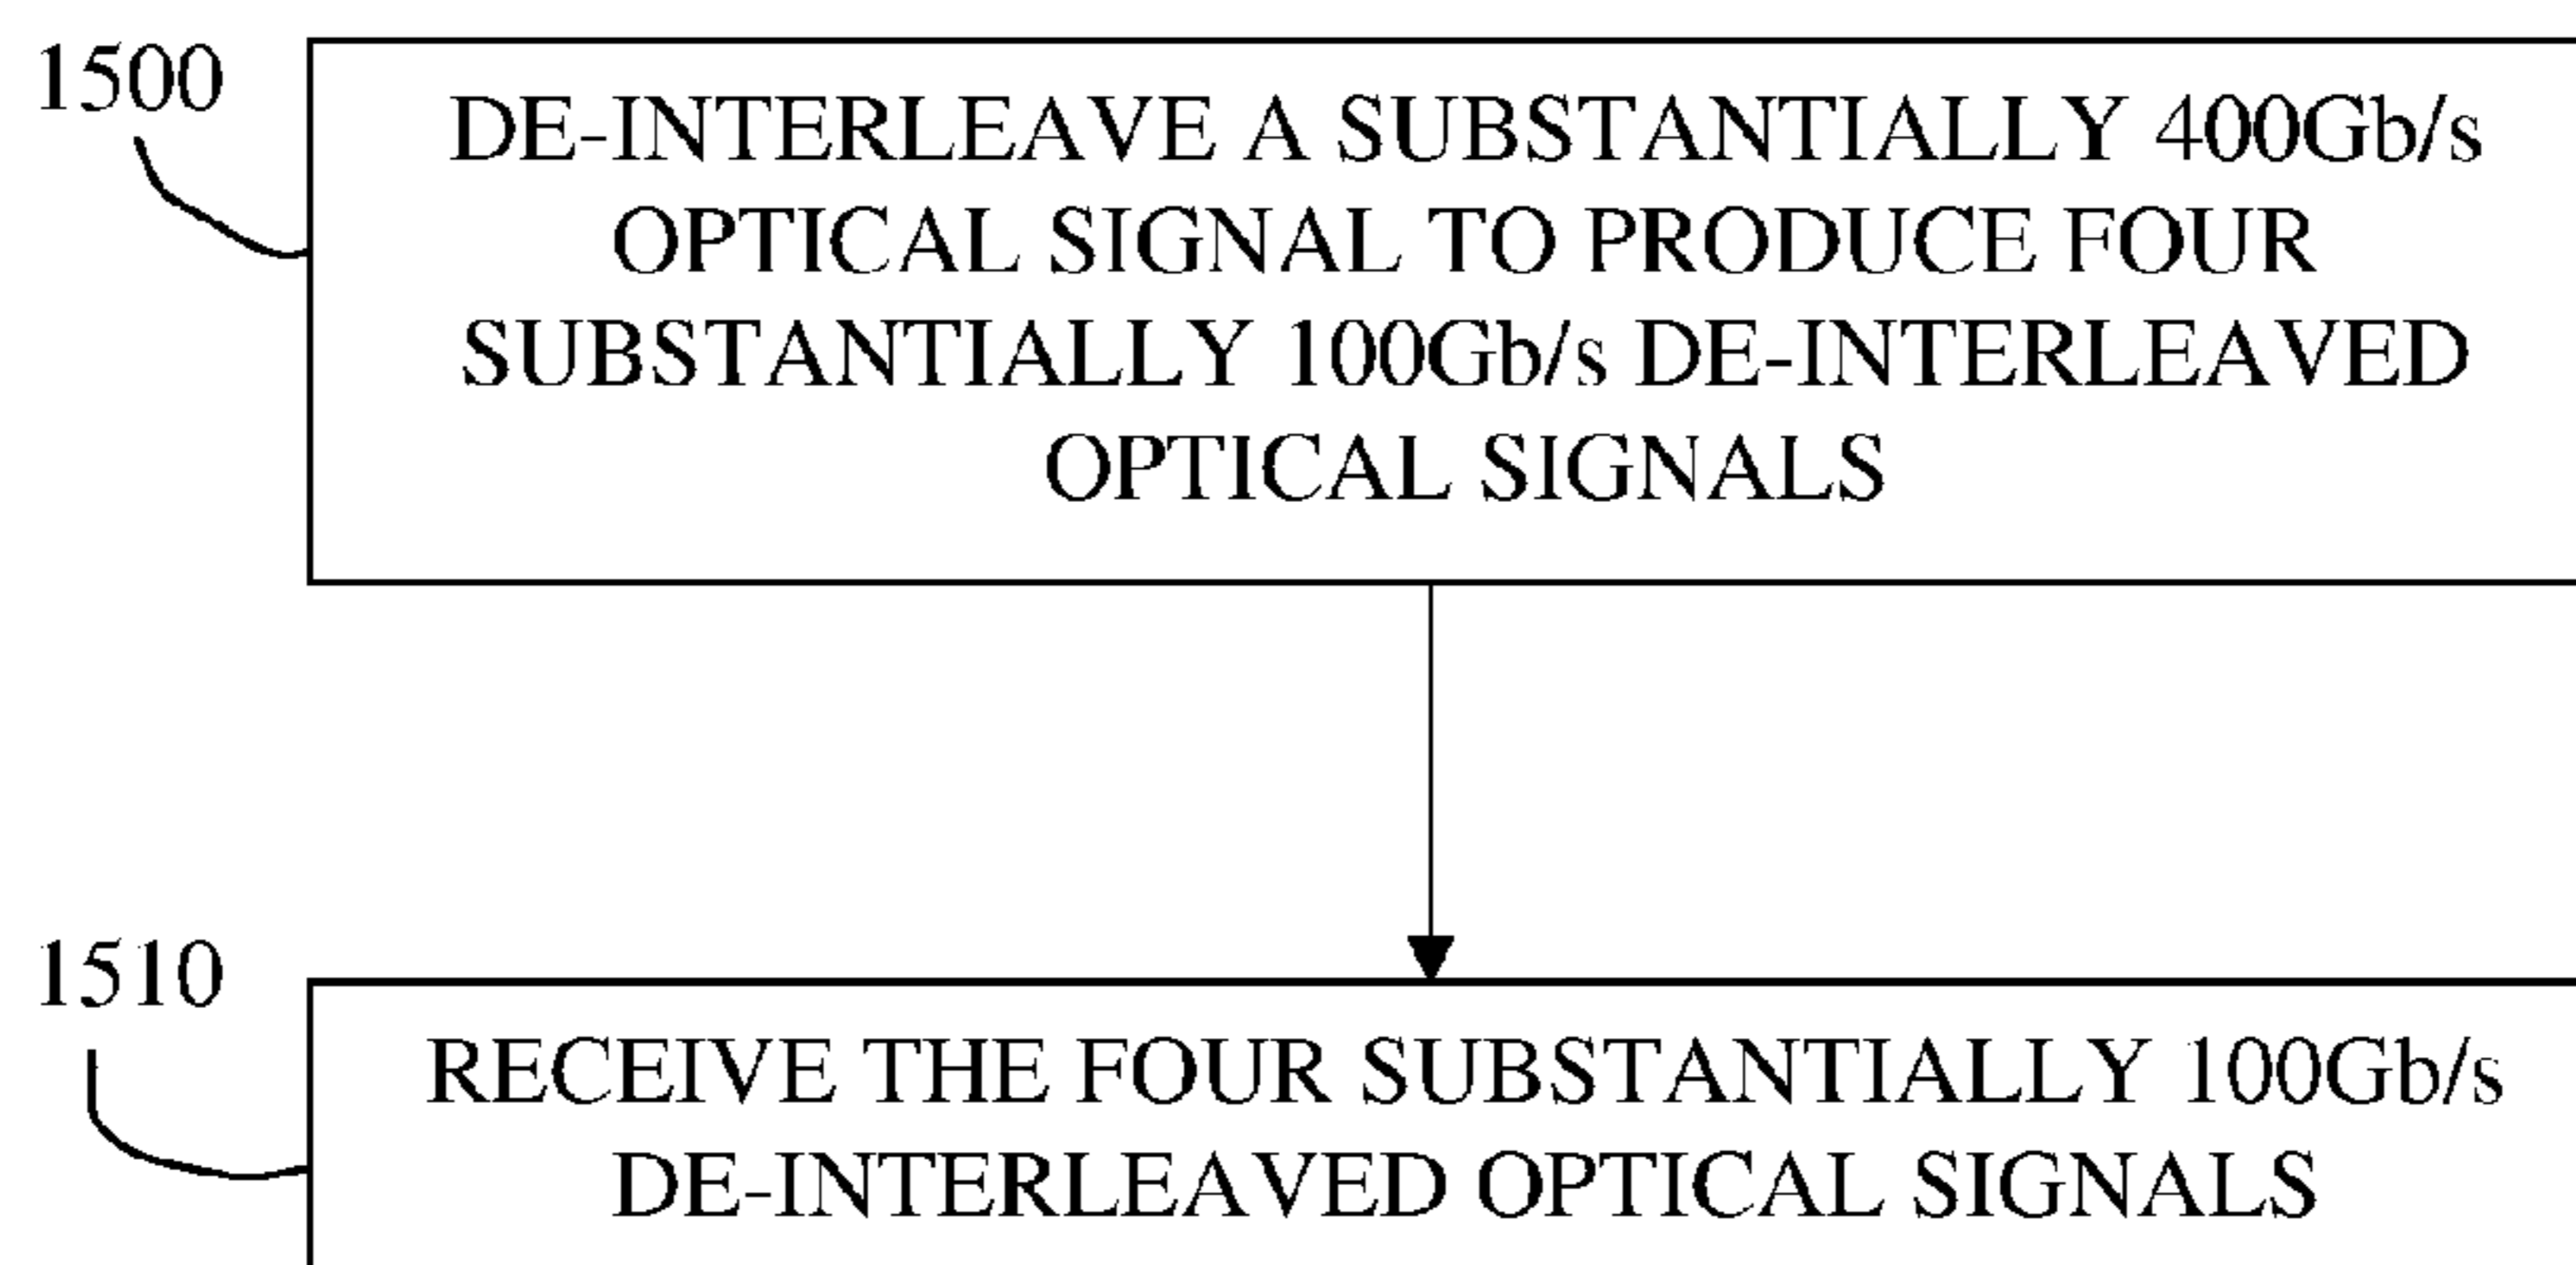 1500
DE-INTERLEAVE A SUBSTANTIALLY 400Gb/s
OPTICAL SIGNAL TO PRODUCE FOUR
SUBSTANTIALLY 100Gb/s DE-INTERLEAVED
OPTICAL SIGNALS
1510
RECEIVE THE FOUR SUBSTANTIALLY 100Gb/s
DE-INTERLEAVED OPTICAL SIGNALS